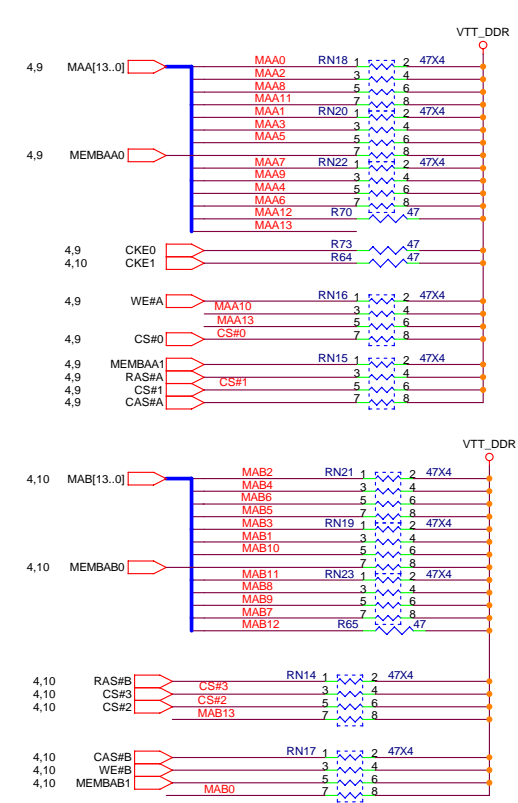 VTT_DDR
4,9 MAA[13..0] MAA0 RN18 1 2 47X4
MAA2 3 4
MAA8 5 6
MAA11 7 8
MAA1 RN20 1 2 47X4
MAA3 3 4
MAA5 5 6
4,9 MEMBAA0 7 8
MAA7 RN22 1 2 47X4
MAA9 3 4
MAA4 5 6
MAA6 7 8
MAA12 R70 47
MAA13
4,9 CKE0 R73 47
4,10 CKE1 R64 47
4,9 WE#A RN16 1 2 47X4
MAA10 3 4
MAA13 5 6
4,9 CS#0 CS#0 7 8
4,9 MEMBAA1 RN15 1 2 47X4
4,9 RAS#A 3 4
4,9 CS#1 CS#1 5 6
4,9 CAS#A 7 8
VTT_DDR
4,10 MAB[13..0] MAB2 RN21 1 2 47X4
MAB4 3 4
MAB6 5 6
MAB5 7 8
MAB3 RN19 1 2 47X4
MAB1 3 4
MAB10 5 6
4,10 MEMBAB0 7 8
MAB11 RN23 1 2 47X4
MAB8 3 4
MAB9 5 6
MAB7 7 8
MAB12 R65 47
4,10 RAS#B RN14 1 2 47X4
4,10 CS#3 CS#3 3 4
4,10 CS#2 CS#2 5 6
MAB13 7 8
4,10 CAS#B RN17 1 2 47X4
4,10 WE#B 3 4
4,10 MEMBAB1 5 6
MAB0 7 8